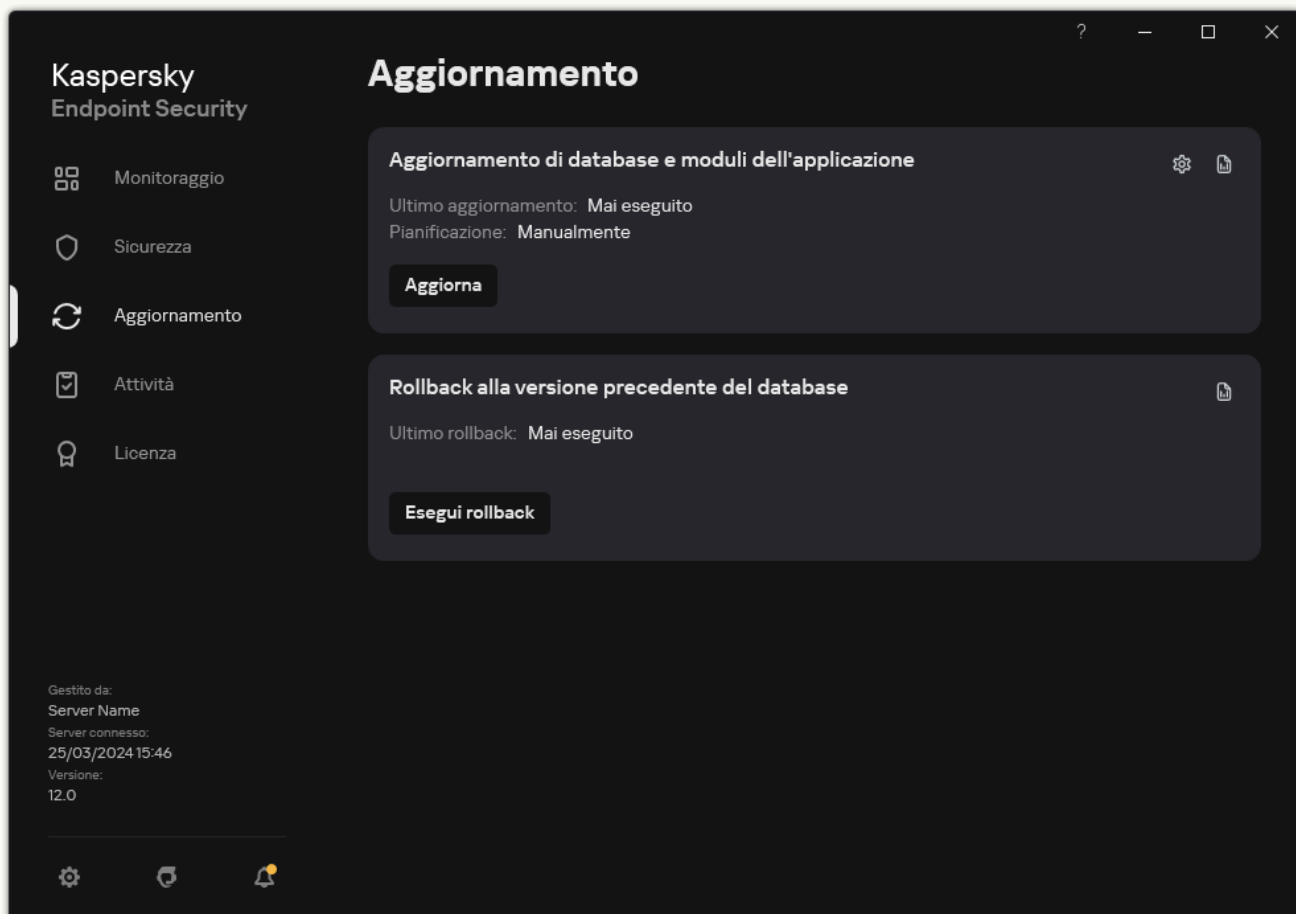 ?
Kaspersky
Endpoint Security
Monitoraggio
Sicurezza
Aggiornamento
Attività
Licenza
Gestito da:
Server Name
Server connesso:
25/03/2024 15:46
Versione:
12.0
Aggiornamento
Aggiornamento di database e moduli dell'applicazione
Ultimo aggiornamento: Mai eseguito
Pianificazione: Manualmente
Aggiorna
Rollback alla versione precedente del database
Ultimo rollback: Mai eseguito
Esegui rollback